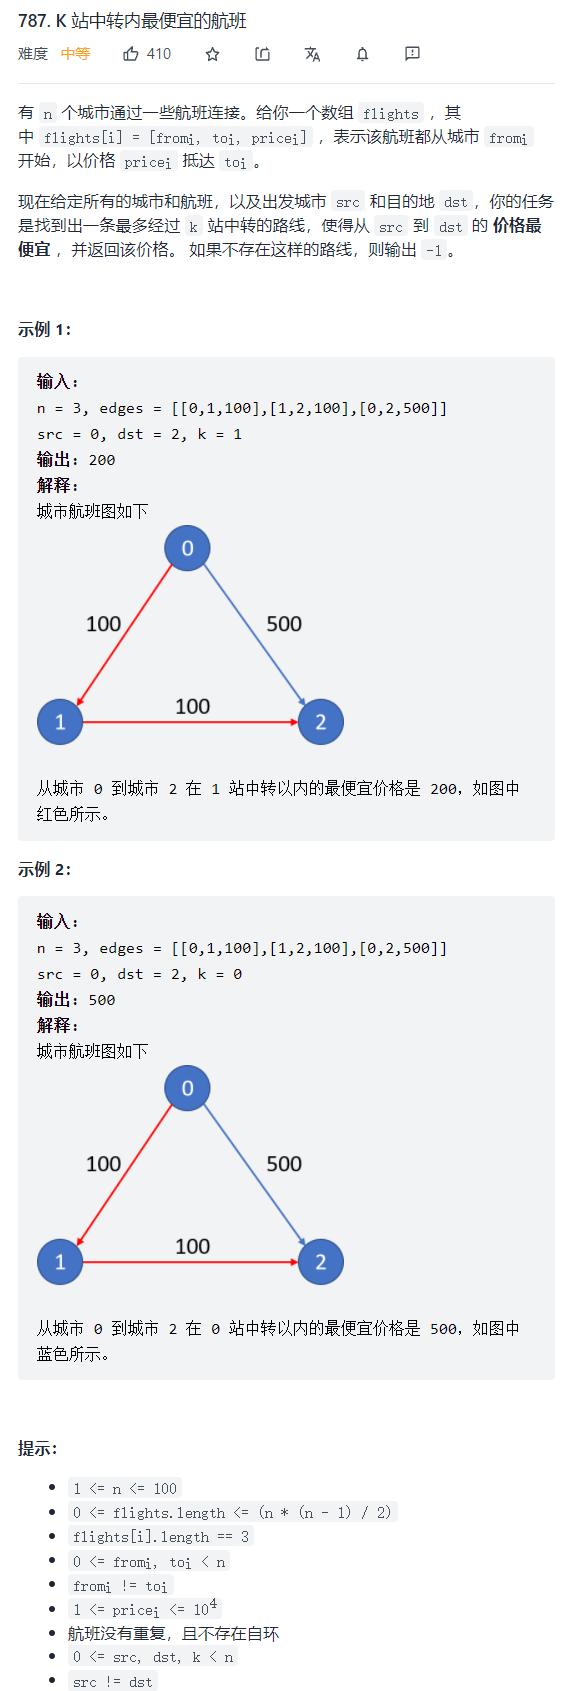 787. K 站中转内最便宜的航班
难度 中等 410
有 n 个城市通过一些航班连接。给你一个数组 flights ，其
中 flights[i] = [fromi, toi, pricei] ，表示该航班都从城市 fromi
开始，以价格 pricei 抵达 toi。
现在给定所有的城市和航班，以及出发城市 src 和目的地 dst，你的任务
是找到出一条最多经过 k 站中转的路线，使得从 src 到 dst 的 价格最
便宜 ，并返回该价格。 如果不存在这样的路线，则输出 -1。
示例 1：
输入：
n = 3, edges = [[0,1,100],[1,2,100],[0,2,500]]
src = 0, dst = 2, k = 1
输出：200
解释：
城市航班图如下
0
100
500
100
1
2
从城市 0 到城市 2 在 1 站中转以内的最便宜价格是 200，如图中
红色所示。
示例 2：
输入：
n = 3, edges = [[0,1,100],[1,2,100],[0,2,500]]
src = 0, dst = 2, k = 0
输出：500
解释：
城市航班图如下
0
100
500
100
1
2
从城市 0 到城市 2 在 0 站中转以内的最便宜价格是 500，如图中
蓝色所示。
提示：
1 <= n <= 100
0 <= flights.length <= (n * (n - 1) / 2)
flights[i].length == 3
0 <= fromi, toi < n
fromi != toi
1 <= pricei <= 10⁴
航班没有重复，且不存在自环
0 <= src, dst, k < n
src != dst